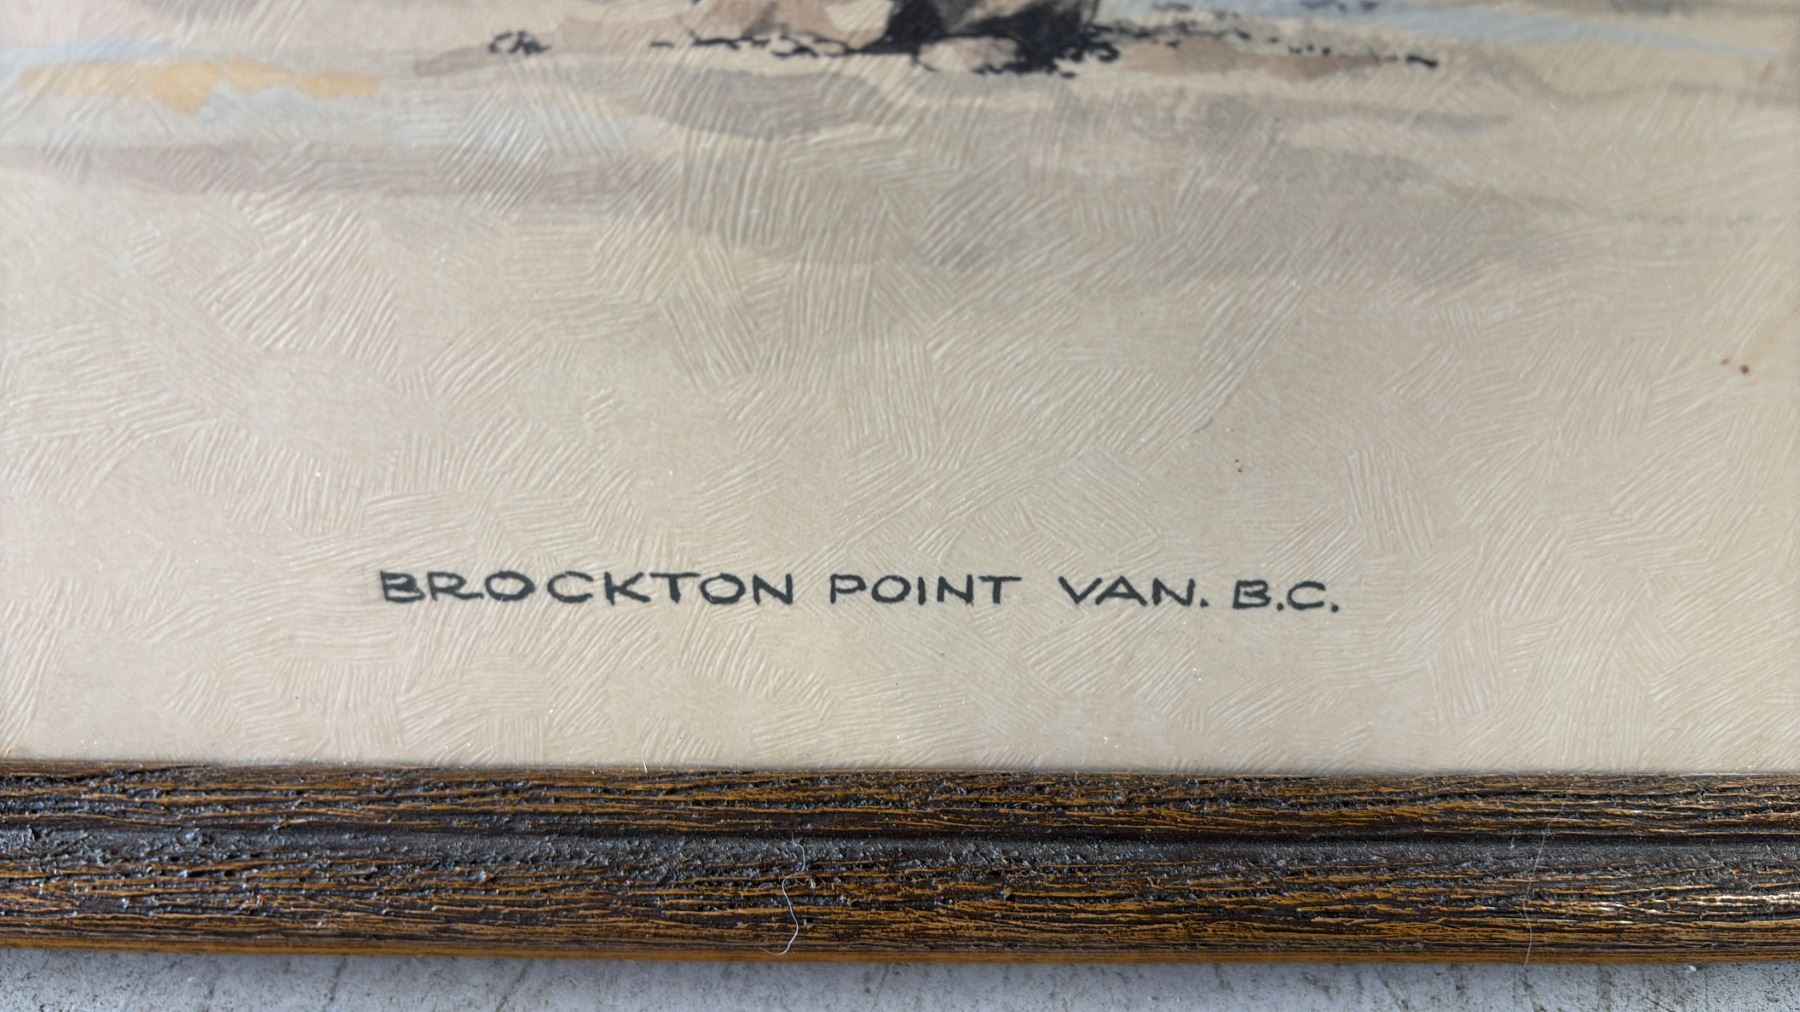 BROCKTON POINT VAN. B.C.